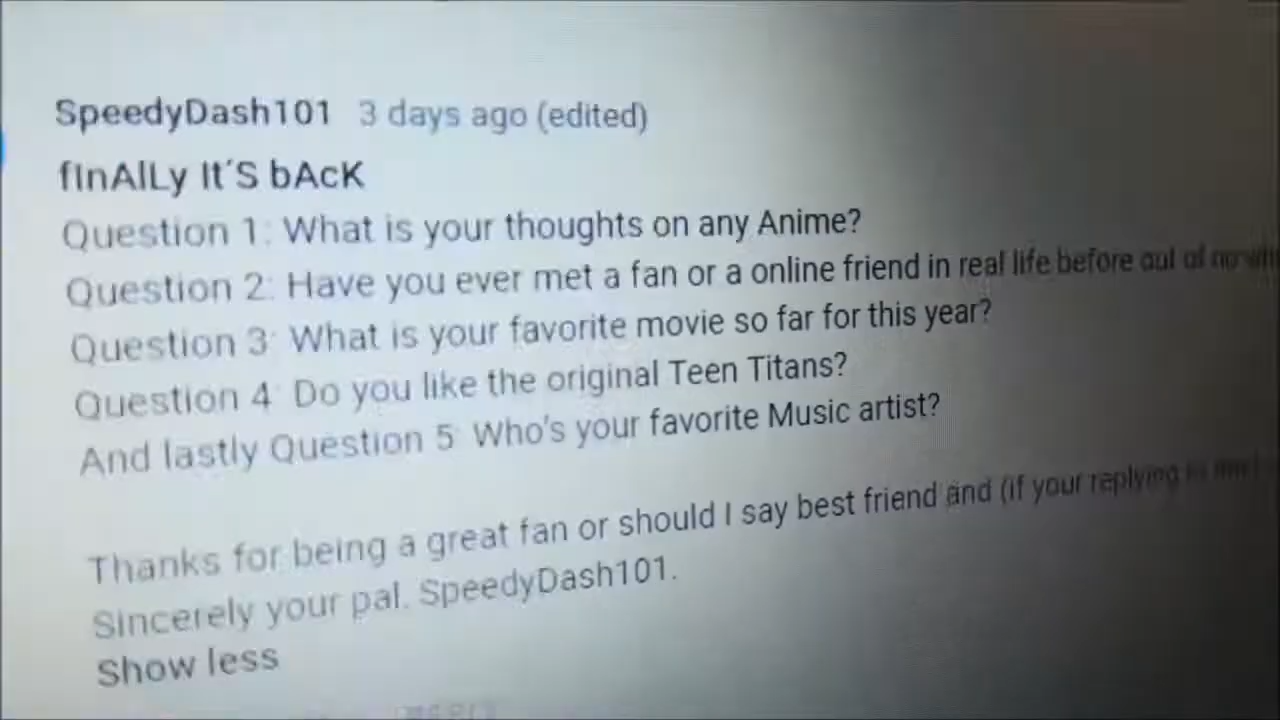 SpeedyDash101 3 days ago (edited)
fInAlLy It´S bAcK
Question 1: What is your thoughts on any Anime?
Question 2: Have you ever met a fan or a online friend in real life before out of
Question 3: What is your favorite movie so far for this year?
Question 4: Do you like the original Teen Titans?
And lastly Question 5: Who's your favorite Music artist?
Thanks for being a great fan or should I say best friend and (if your replying
Sincerely your pal. SpeedyDash101.
Show less